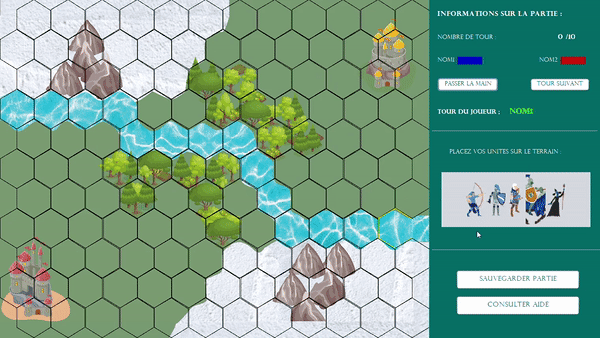 INFORMATIONS SUR LA PARTIE :
NOMBRE DE TOUR : 0 /10
NOM1 NOM2
PASSER LA MAIN TOUR SUIVANT
TOUR DU JOUEUR : NOM1
PLACEZ VOS UNITES SUR LE TERRAIN :
SAUVEGARDER PARTIE
CONSULTER AIDE